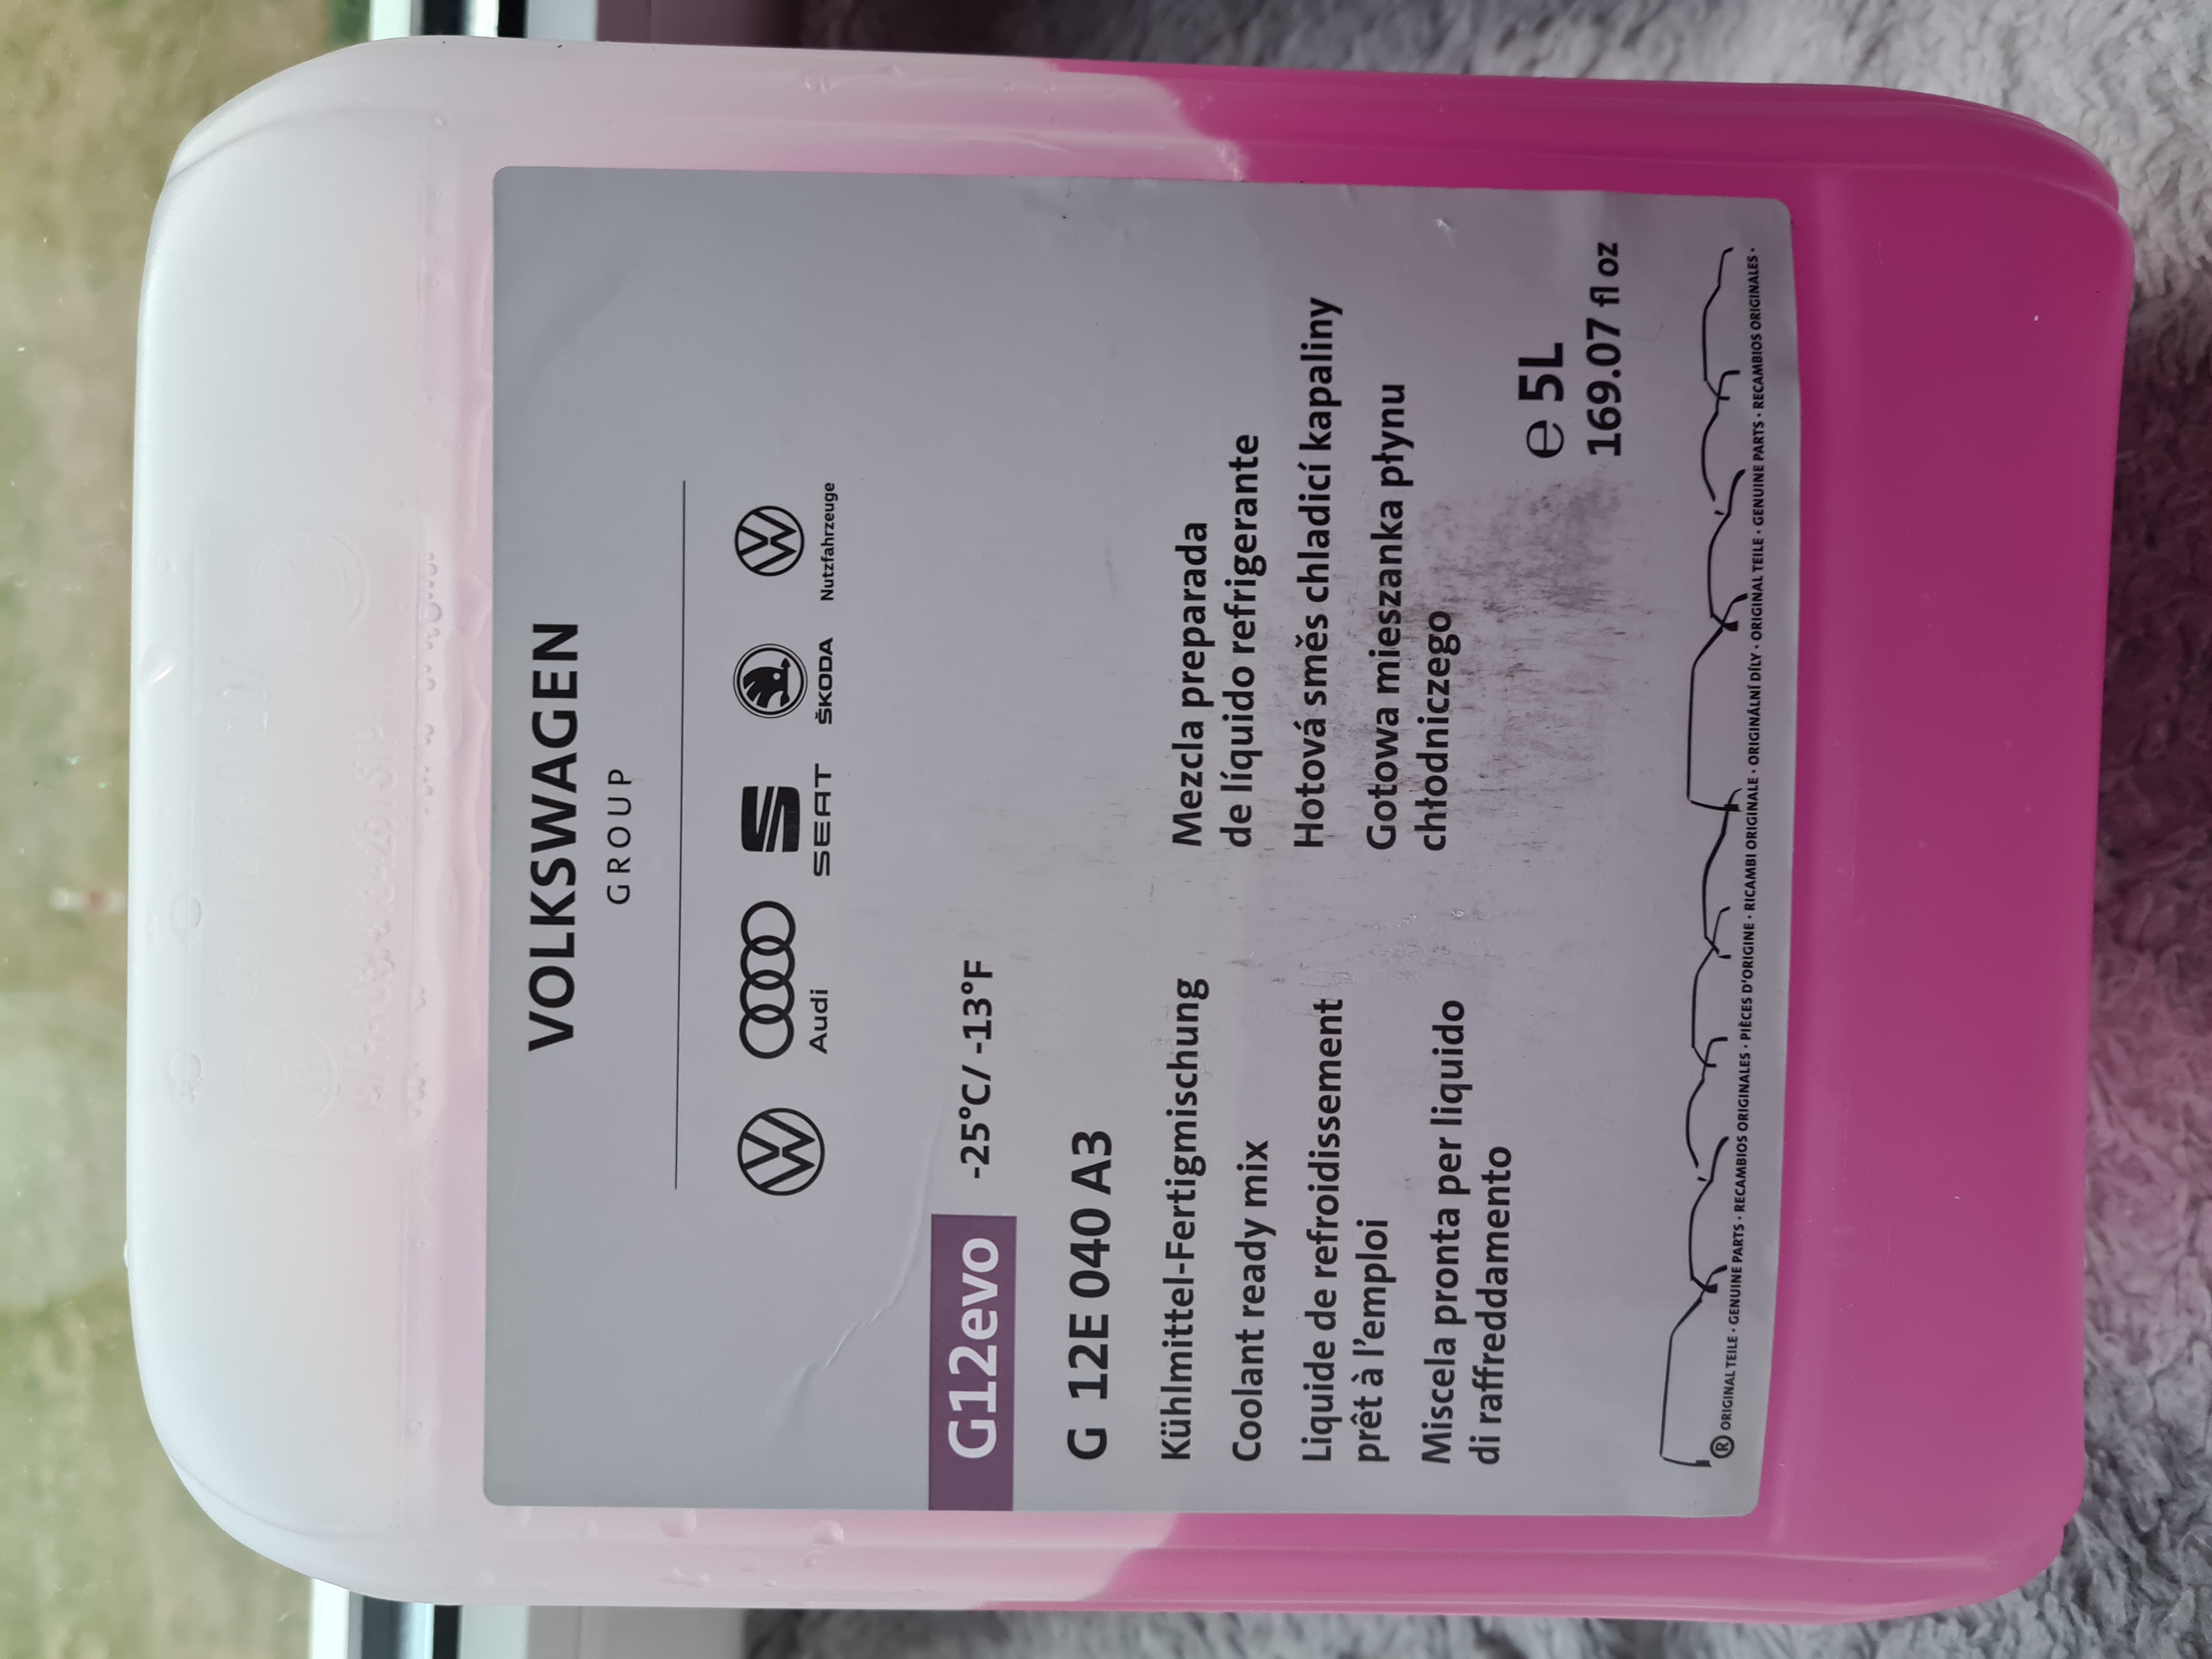 VOLKSWAGEN
GROUP
Audi
SEAT
ŠKODA
Nutzfahrzeuge
G12evo -25°C/ -13°F
G 12E 040 A3
Kühlmittel-Fertigmischung
Coolant ready mix
Liquide de refroidissement
prêt à l'emploi
Miscela pronta per liquido
di raffreddamento
Mezcla preparada
de líquido refrigerante
Hotová směs chladicí kapaliny
Gotowa mieszanka płynu
chłodniczego
e 5L
169.07 fl oz
® ORIGINAL TEILE · GENUINE PARTS · RECAMBIOS ORIGINALES · PIÈCES D'ORIGINE · RICAMBI ORIGINALE · ORIGINÁLNÍ DÍLY · ORIGINAL TEILE · GENUINE PARTS · RECAMBIOS ORIGINALES ·